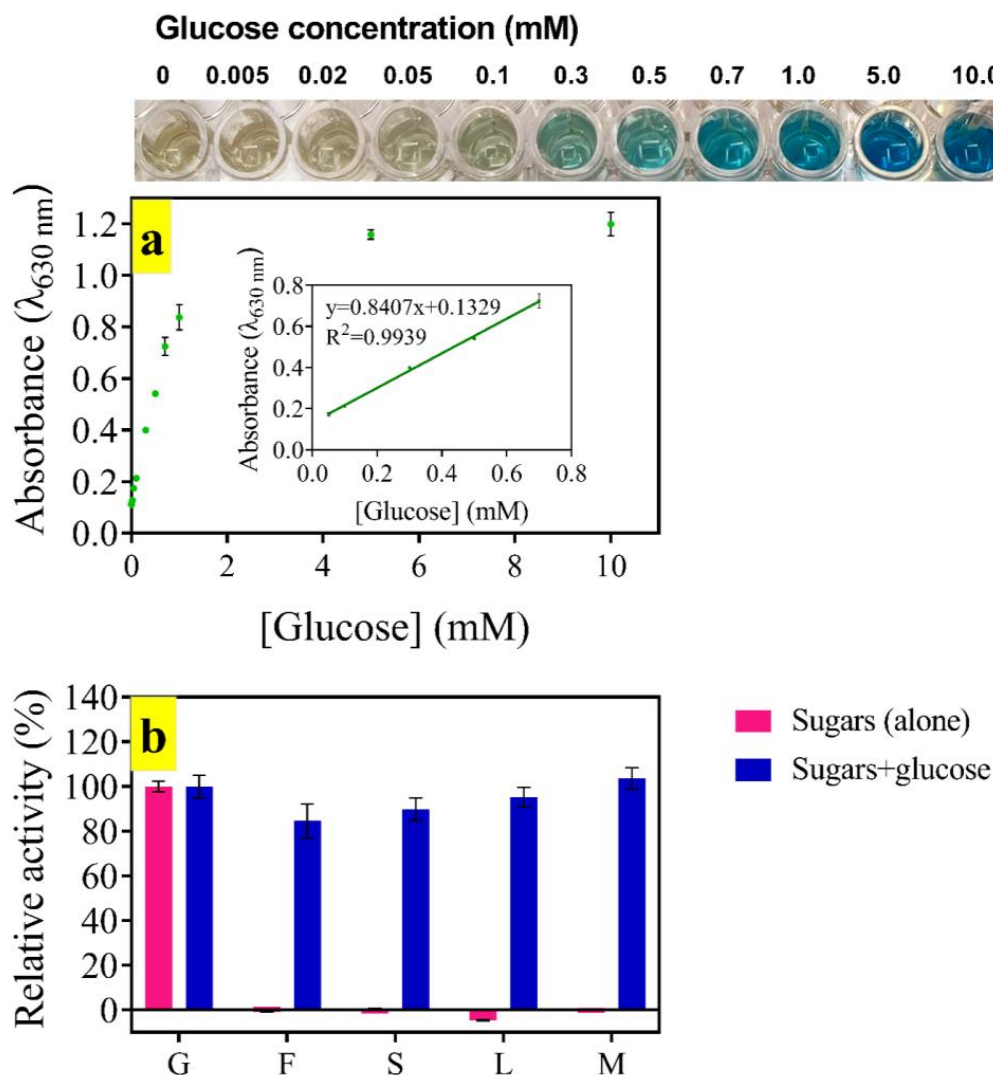 Glucose concentration (mM)
0 0.005 0.02 0.05 0.1 0.3 0.5 0.7 1.0 5.0 10.0
a
Absorbance (λ630 nm)
1.2
1.0
0.8
0.6
0.4
0.2
0.0
0 2 4 6 8 10
[Glucose] (mM)
y=0.8407x+0.1329
R²=0.9939
Absorbance (λ630 nm)
0.8
0.6
0.4
0.2
0.0
0.0 0.2 0.4 0.6 0.8
[Glucose] (mM)
b
Relative activity (%)
140
120
100
80
60
40
20
0
G F S L M
Sugars (alone)
Sugars+glucose